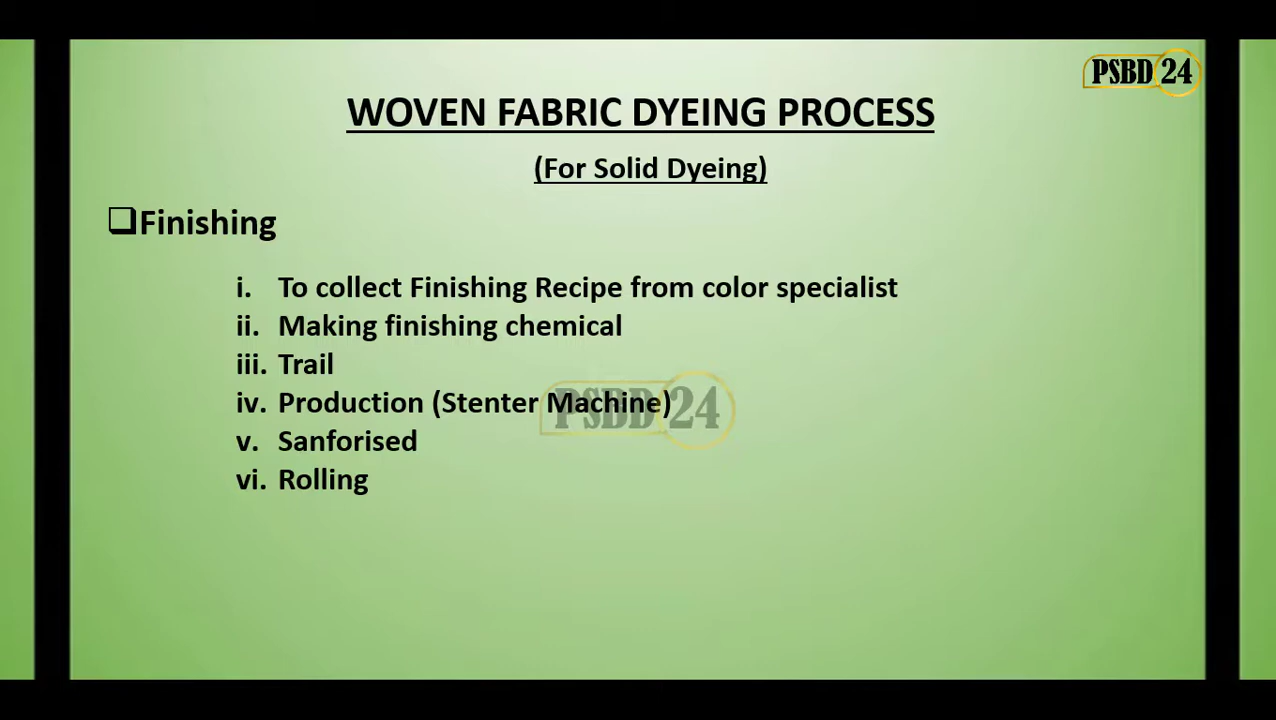 PSBD 24
WOVEN FABRIC DYEING PROCESS
(For Solid Dyeing)
Finishing
i. To collect Finishing Recipe from color specialist
ii. Making finishing chemical
iii. Trail
iv. Production (Stenter Machine)
v. Sanforised
vi. Rolling
PSBD 24